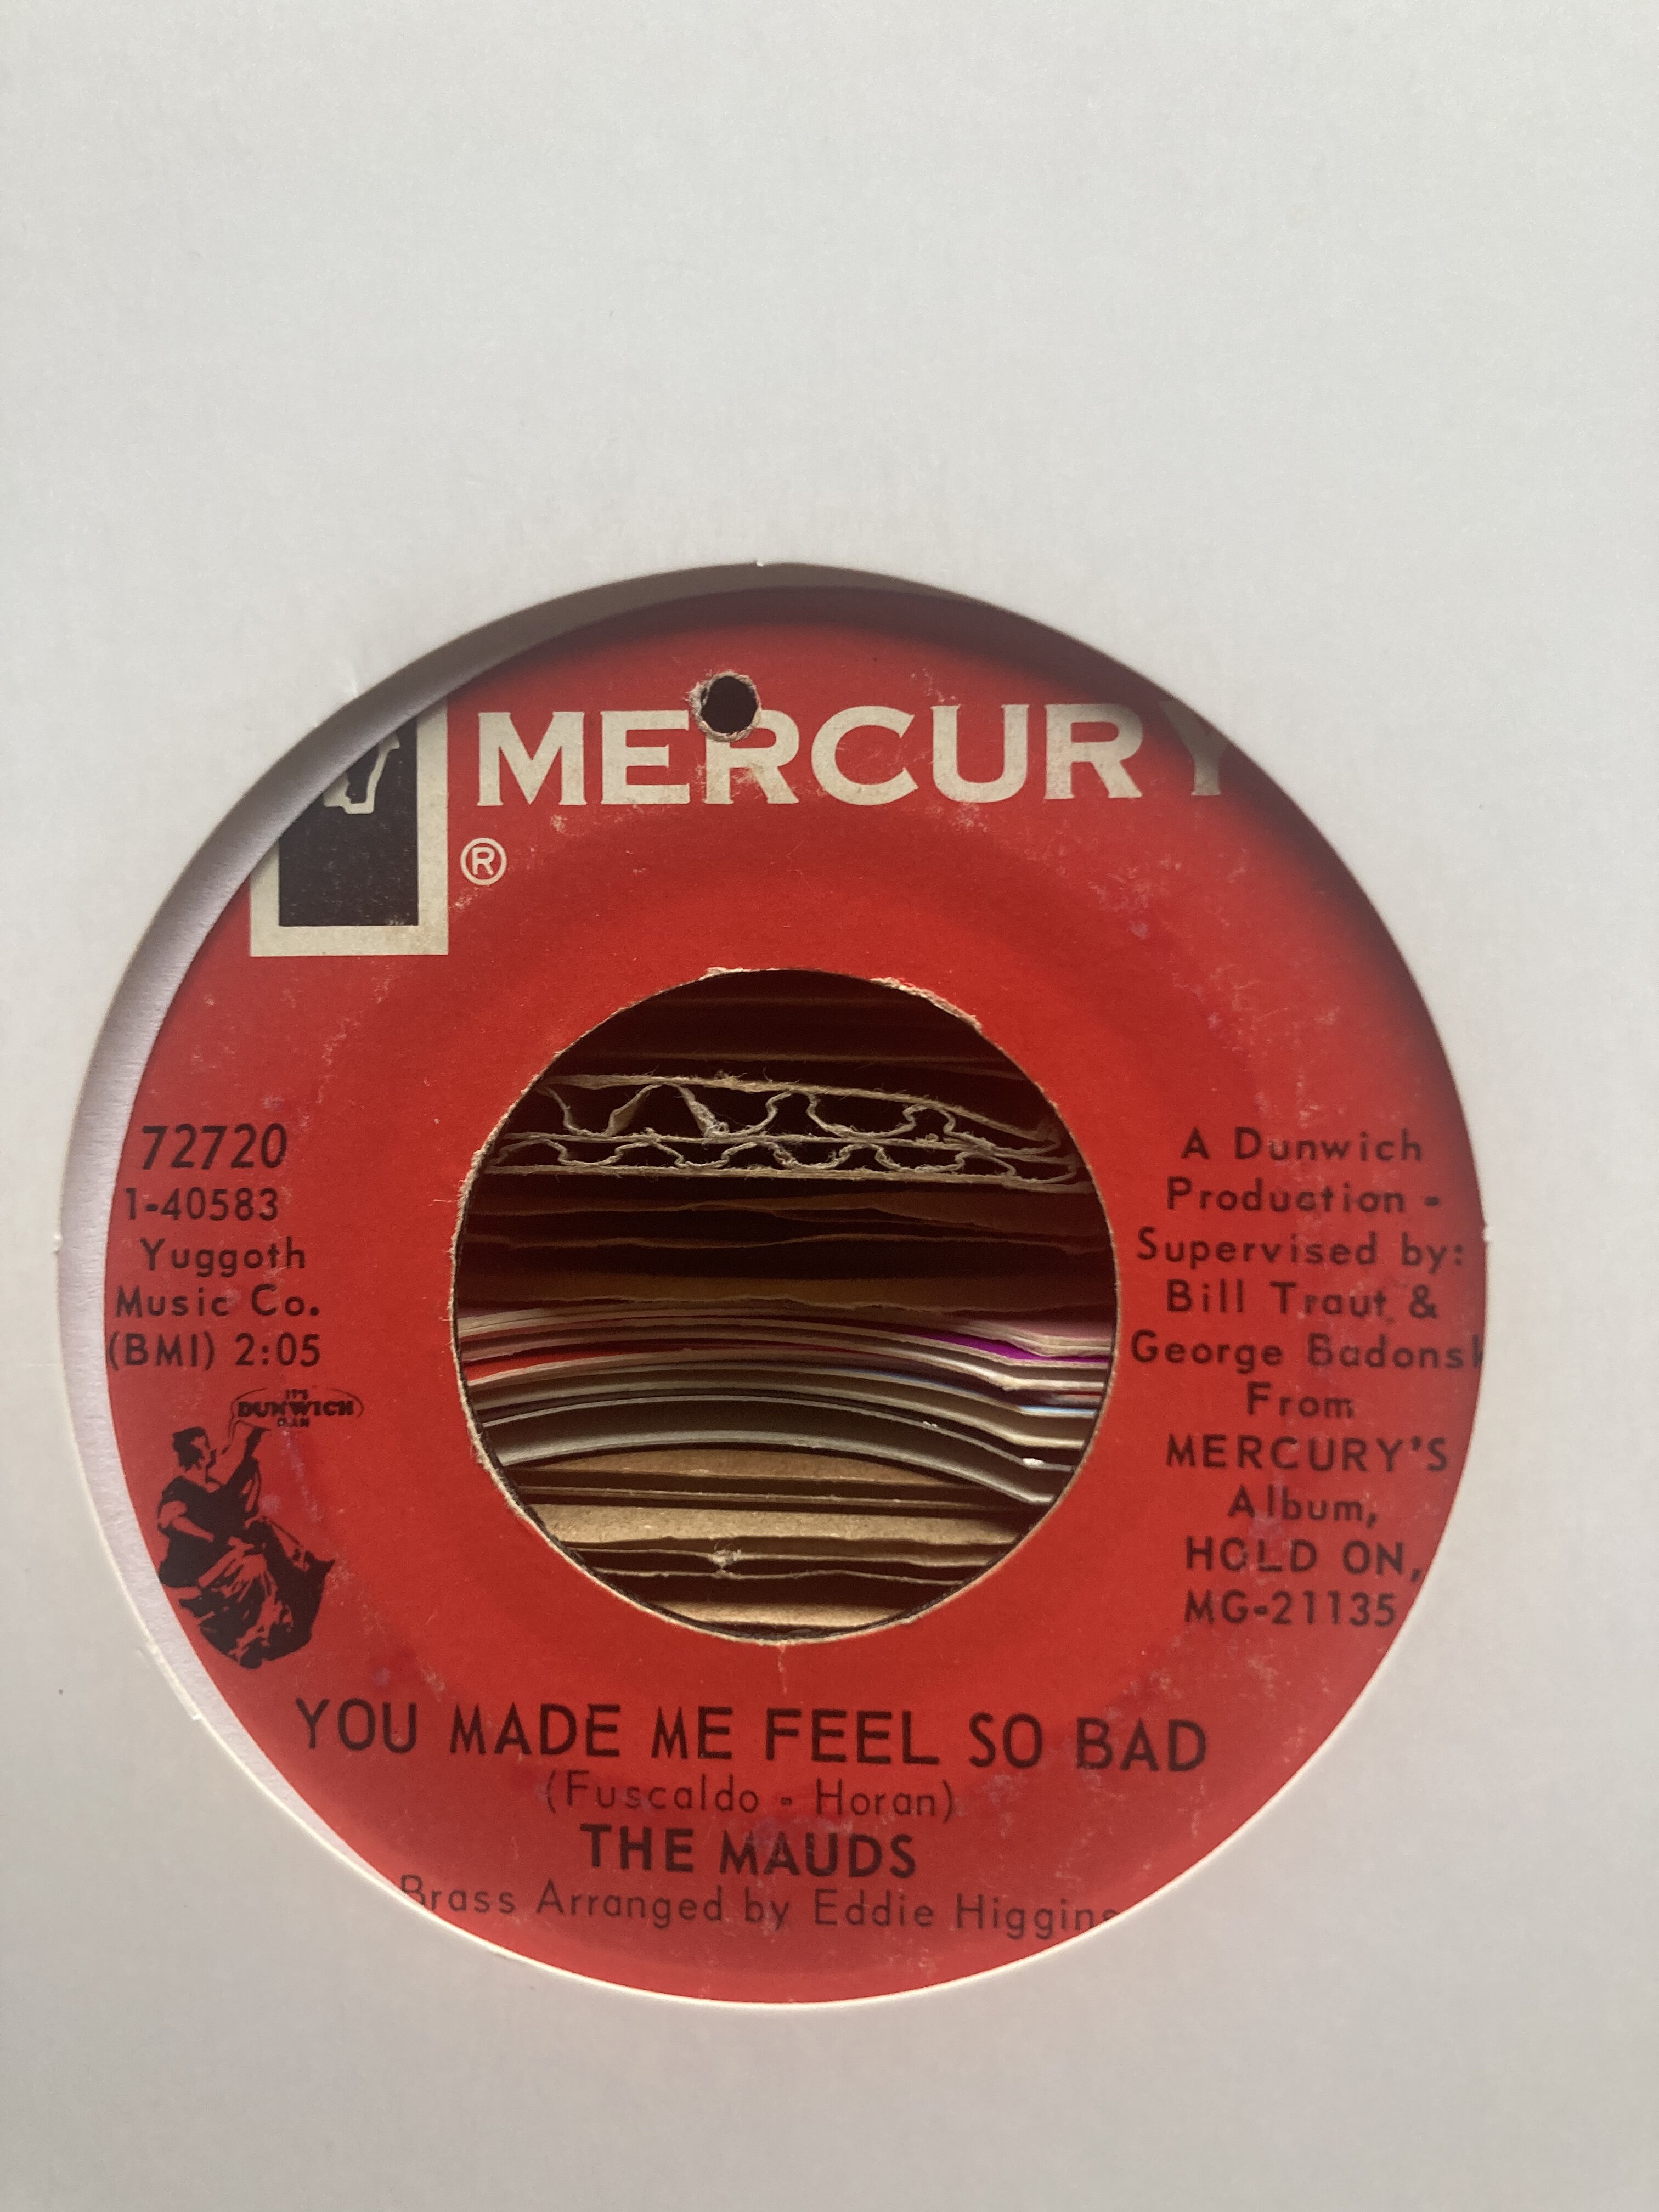 MERCURY
®
72720
1-40583
Yuggoth
Music Co.
(BMI) 2:05
IT'S
DUNWICH
MAN
A Dunwich
Production -
Supervised by:
Bill Traut &
George Badonsk
From
MERCURY'S
Album,
HOLD ON,
MG-21135
YOU MADE ME FEEL SO BAD
(Fuscaldo - Horan)
THE MAUDS
Brass Arranged by Eddie Higgins